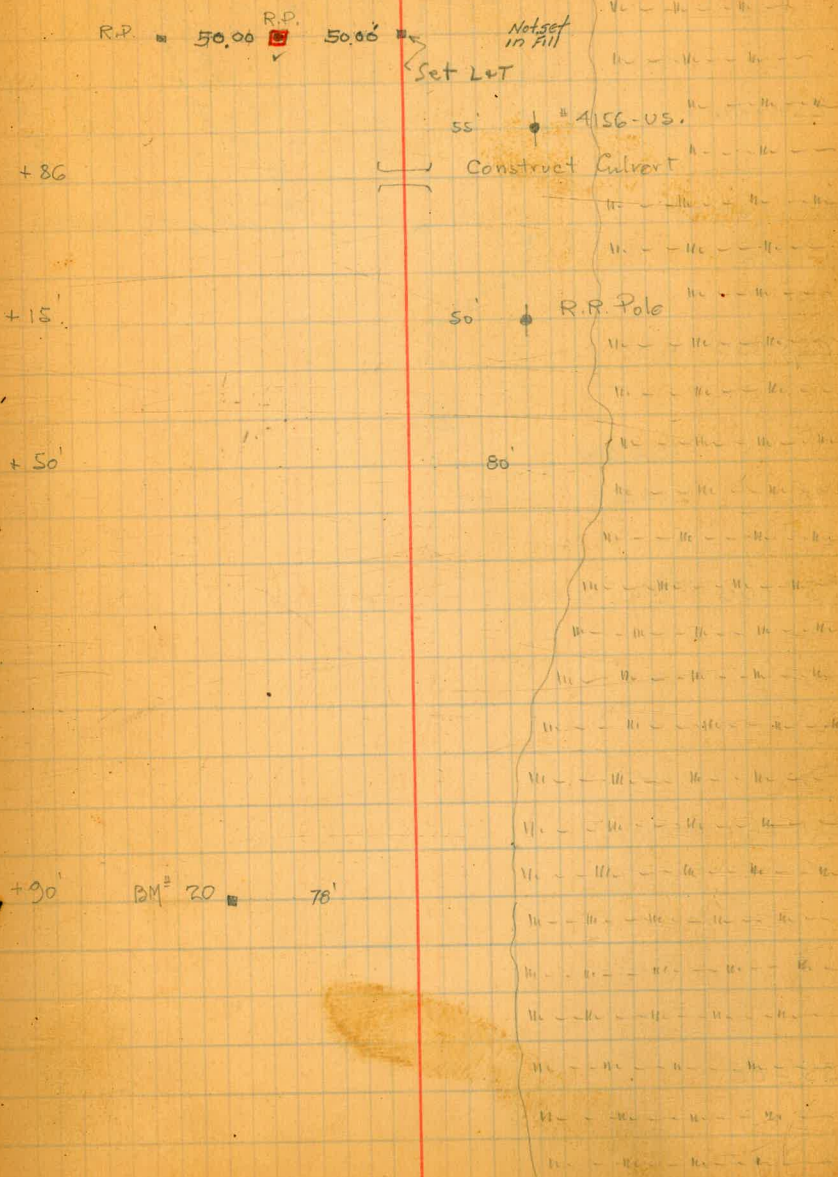 R.P.
R.P. 50.00 50.00' Not set
in Fill
Set L&T
55' # 4156-US.
+ 86 Construct Culvert
+ 15' 50' R.R. Pole
+ 50' 80'
+ 90' BM# 20 78'